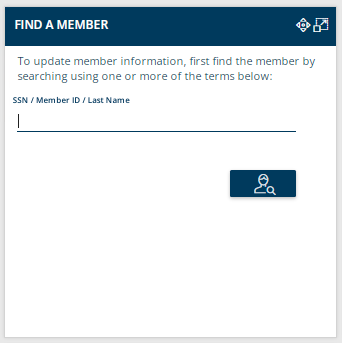 FIND A MEMBER
To update member information, first find the member by
searching using one or more of the terms below:
SSN / Member ID / Last Name